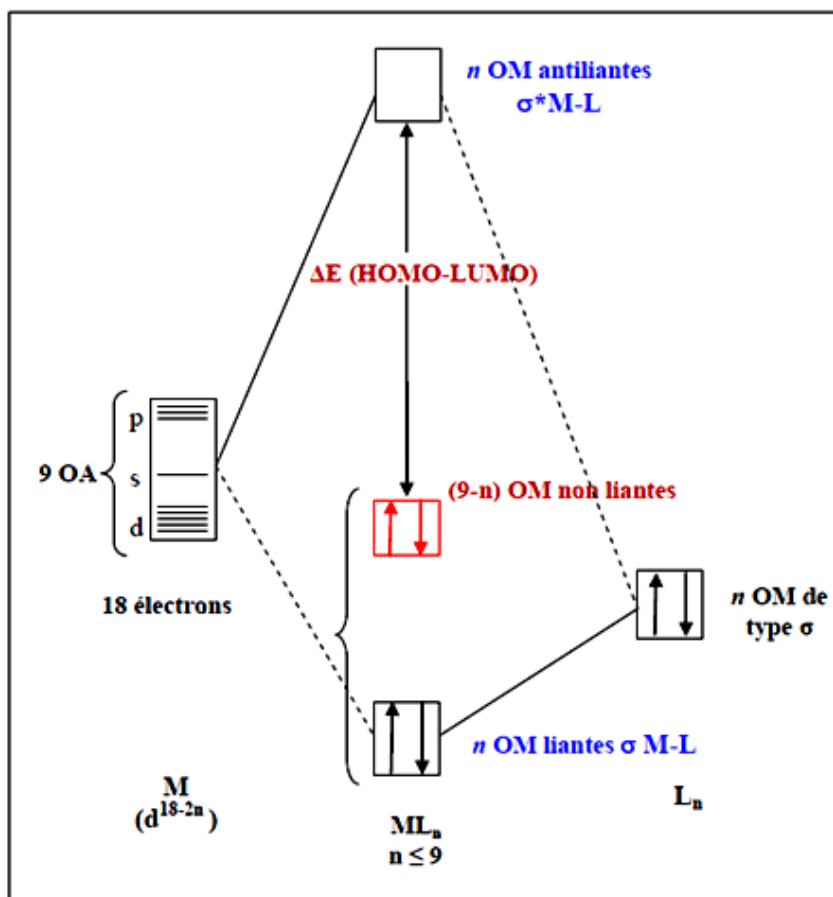 n OM antiliantes
σ*M-L
ΔE (HOMO-LUMO)
p
9 OA
s
d
(9-n) OM non liantes
18 électrons
n OM de
type σ
n OM liantes σ M-L
M
(d18-2n)
Ln
MLn
n ≤ 9